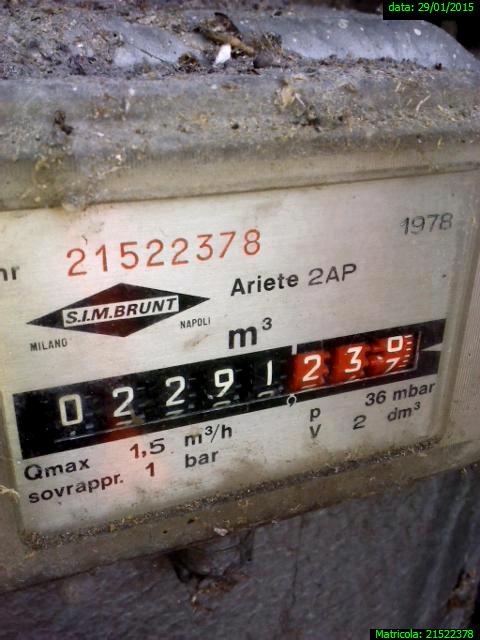 data: 29/01/2015
1978
nr 21522378
Ariete 2AP
S.I.M.BRUNT
MILANO NAPOLI
m³
02291,23
36 mbar
p
Qmax 1,5 m³/h
V 2 dm³
sovrappr. 1 bar
Matricola: 21522378